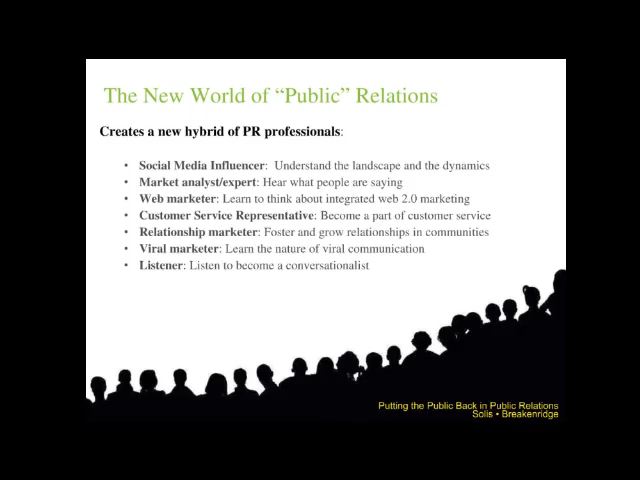 The New World of “Public” Relations
Creates a new hybrid of PR professionals:
• Social Media Influencer: Understand the landscape and the dynamics
• Market analyst/expert: Hear what people are saying
• Web marketer: Learn to think about integrated web 2.0 marketing
• Customer Service Representative: Become a part of customer service
• Relationship marketer: Foster and grow relationships in communities
• Viral marketer: Learn the nature of viral communication
• Listener: Listen to become a conversationalist
Putting the Public Back in Public Relations
Solis • Breakenridge